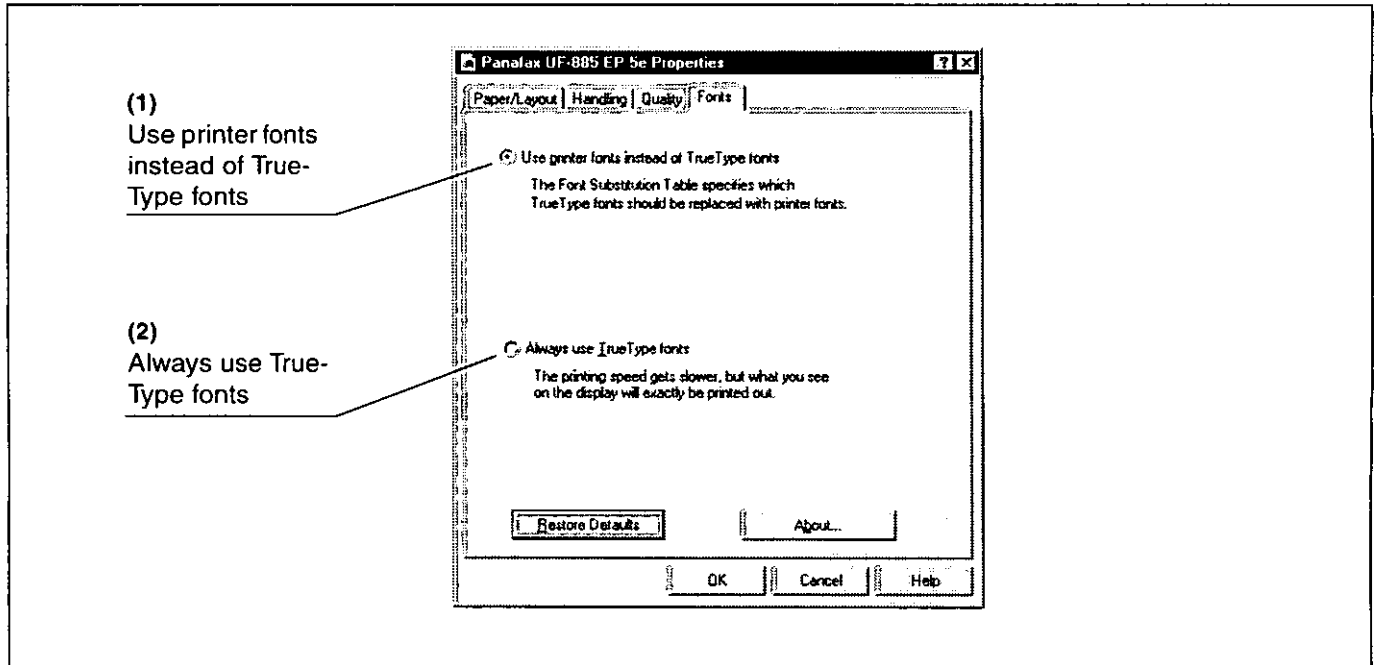 Panafax UF-885 EP 5e Properties
Paper/Layout Handling Quality Fonts
(1)
Use printer fonts
instead of True-
Type fonts
Use printer fonts instead of TrueType fonts
The Font Substitution Table specifies which
TrueType fonts should be replaced with printer fonts.
(2)
Always use True-
Type fonts
Always use TrueType fonts
The printing speed gets slower, but what you see
on the display will exactly be printed out.
Restore Defaults About...
OK Cancel Help